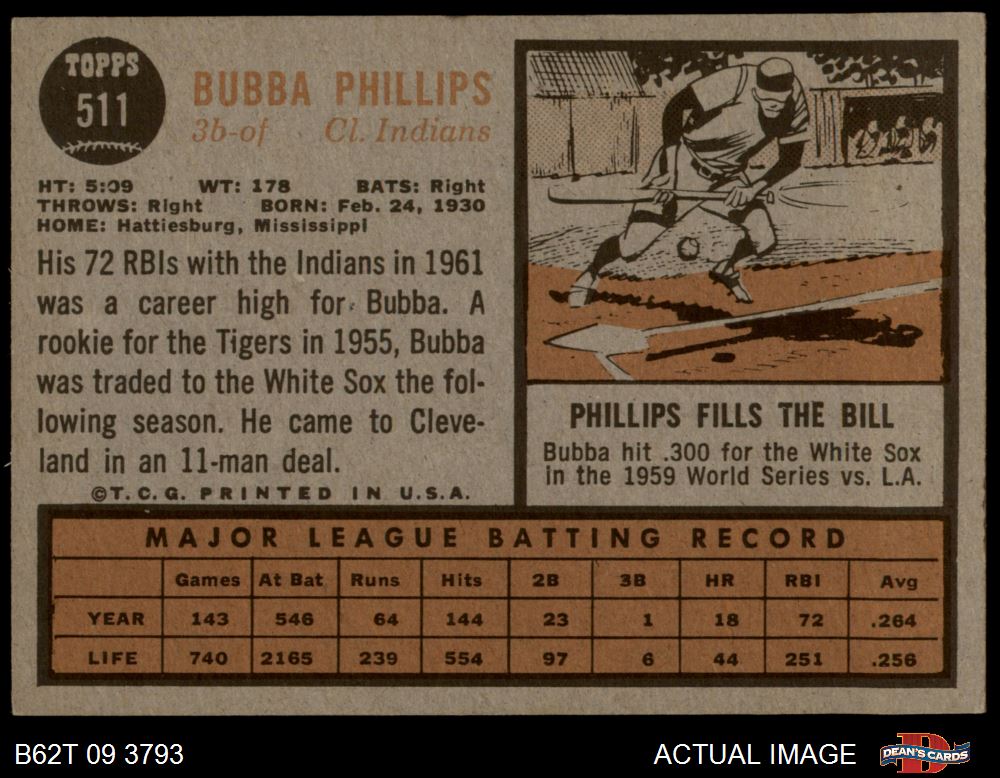 TOPPS
511
BUBBA PHILLIPS
3b-of Cl. Indians
HT: 5:09 WT: 178 BATS: Right
THROWS: Right BORN: Feb. 24, 1930
HOME: Hattiesburg, Mississippi
His 72 RBIs with the Indians in 1961
was a career high for Bubba. A
rookie for the Tigers in 1955, Bubba
was traded to the White Sox the fol-
lowing season. He came to Cleve-
land in an 11-man deal.
©T.C.G. PRINTED IN U.S.A.
PHILLIPS FILLS THE BILL
Bubba hit .300 for the White Sox
in the 1959 World Series vs. L.A.
MAJOR LEAGUE BATTING RECORD
Games At Bat Runs Hits 2B 3B HR RBI Avg
YEAR 143 546 64 144 23 1 18 72 .264
LIFE 740 2165 239 554 97 6 44 251 .256
B62T 09 3793 ACTUAL IMAGE
D
DEAN'S CARDS